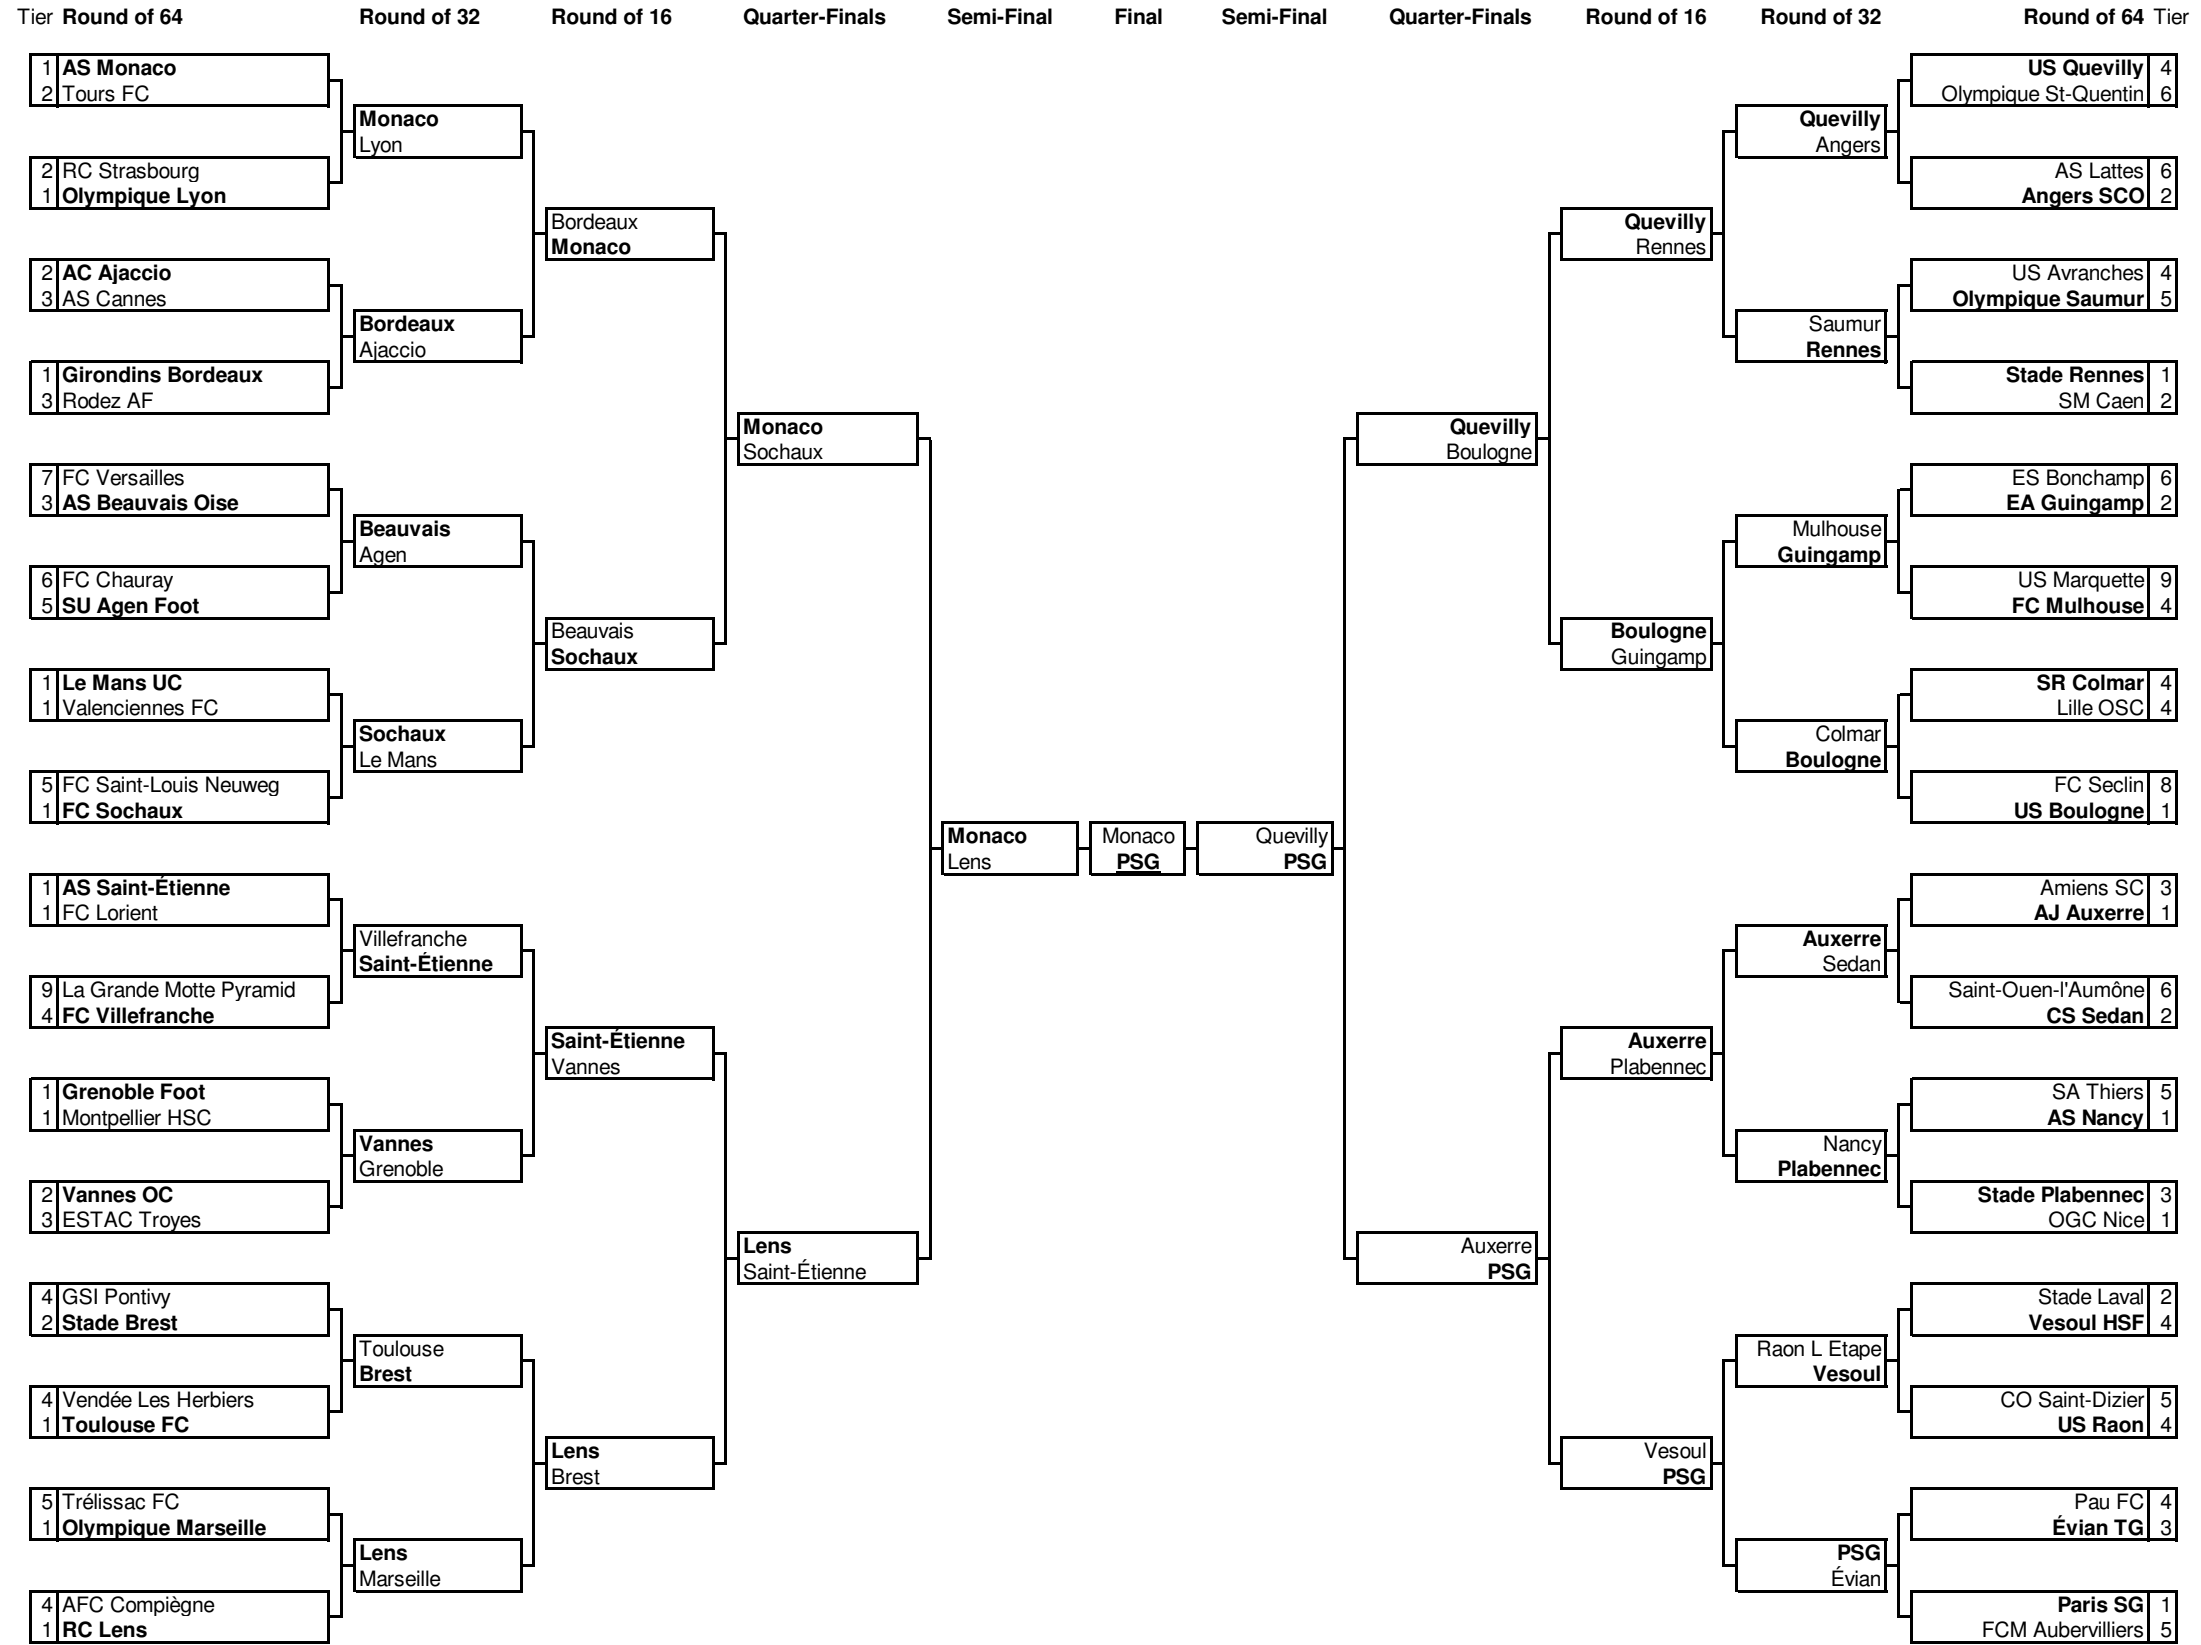 Tier Round of 64 Round of 32 Round of 16 Quarter-Finals Semi-Final Final Semi-Final Quarter-Finals Round of 16 Round of 32 Round of 64 Tier
1 AS Monaco
2 Tours FC
2 RC Strasbourg
1 Olympique Lyon
2 AC Ajaccio
3 AS Cannes
1 Girondins Bordeaux
3 Rodez AF
7 FC Versailles
3 AS Beauvais Oise
6 FC Chauray
5 SU Agen Foot
1 Le Mans UC
1 Valenciennes FC
5 FC Saint-Louis Neuweg
1 FC Sochaux
1 AS Saint-Étienne
1 FC Lorient
9 La Grande Motte Pyramid
4 FC Villefranche
1 Grenoble Foot
1 Montpellier HSC
2 Vannes OC
3 ESTAC Troyes
4 GSI Pontivy
2 Stade Brest
4 Vendée Les Herbiers
1 Toulouse FC
5 Trélissac FC
1 Olympique Marseille
4 AFC Compiègne
1 RC Lens
Monaco
Lyon
Bordeaux
Ajaccio
Beauvais
Agen
Sochaux
Le Mans
Villefranche
Saint-Étienne
Vannes
Grenoble
Toulouse
Brest
Lens
Marseille
Bordeaux
Monaco
Beauvais
Sochaux
Saint-Étienne
Vannes
Lens
Brest
Monaco
Sochaux
Lens
Saint-Étienne
Monaco
Lens
Monaco
PSG
Quevilly
PSG
Quevilly
Boulogne
Auxerre
PSG
Quevilly
Rennes
Boulogne
Guingamp
Auxerre
Plabennec
Vesoul
PSG
Quevilly
Angers
Saumur
Rennes
Mulhouse
Guingamp
Colmar
Boulogne
Auxerre
Sedan
Nancy
Plabennec
Raon L Etape
Vesoul
PSG
Évian
US Quevilly 4
Olympique St-Quentin 6
AS Lattes 6
Angers SCO 2
US Avranches 4
Olympique Saumur 5
Stade Rennes 1
SM Caen 2
ES Bonchamp 6
EA Guingamp 2
US Marquette 9
FC Mulhouse 4
SR Colmar 4
Lille OSC 4
FC Seclin 8
US Boulogne 1
Amiens SC 3
AJ Auxerre 1
Saint-Ouen-l'Aumône 6
CS Sedan 2
SA Thiers 5
AS Nancy 1
Stade Plabennec 3
OGC Nice 1
Stade Laval 2
Vesoul HSF 4
CO Saint-Dizier 5
US Raon 4
Pau FC 4
Évian TG 3
Paris SG 1
FCM Aubervilliers 5